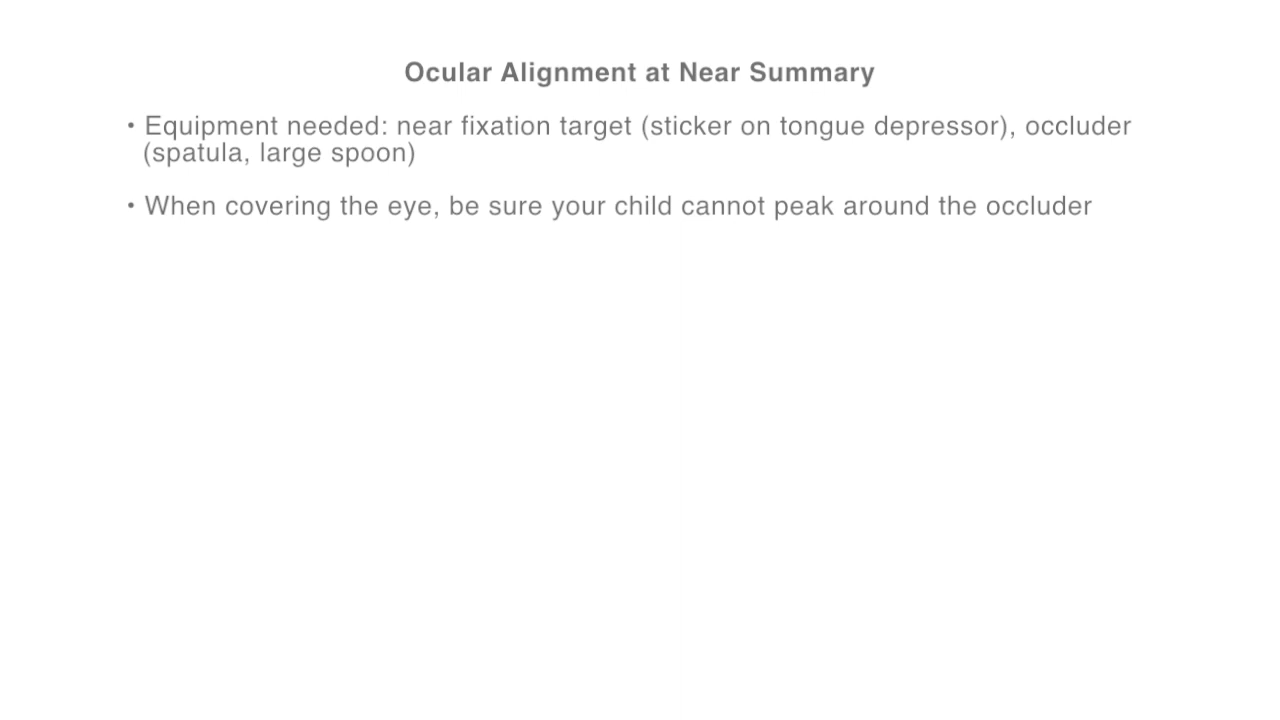 Ocular Alignment at Near Summary
• Equipment needed: near fixation target (sticker on tongue depressor), occluder
(spatula, large spoon)
• When covering the eye, be sure your child cannot peak around the occluder